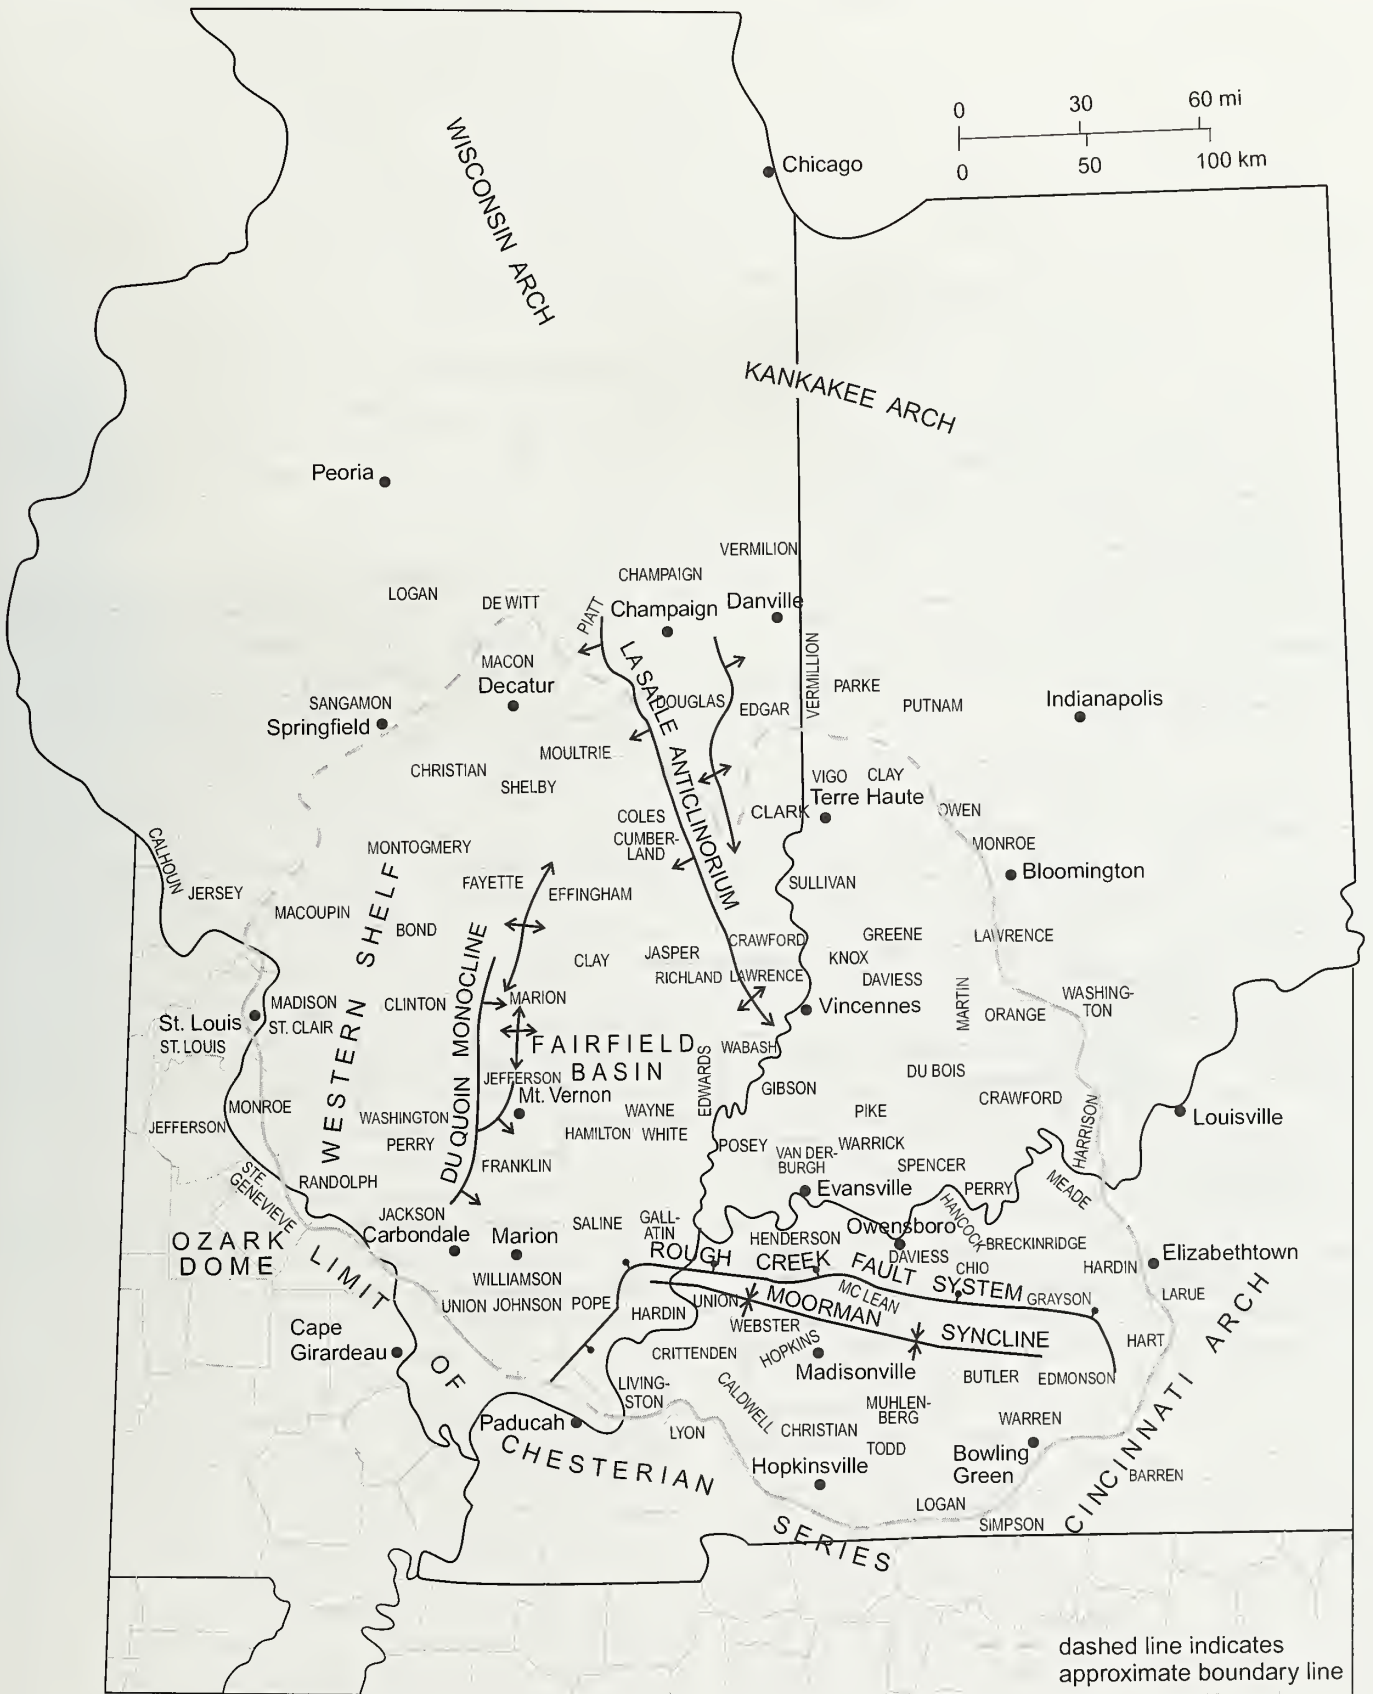 0 30 60 mi
0 50 100 km
Chicago
WISCONSIN ARCH
KANKAKEE ARCH
Peoria
VERMILION
CHAMPAIGN
LOGAN
DE WITT
PIATT
Champaign
Danville
LA SALLE ANTICLINORIUM
MACON
Decatur
VERMILLION
PARKE
PUTNAM
Indianapolis
SANGAMON
Springfield
DOUGLAS
EDGAR
MOULTRIE
CHRISTIAN
SHELBY
VIGO
CLAY
Terre Haute
CLARK
OWEN
COLES
CUMBER-
LAND
MONROE
Bloomington
CALHOUN
JERSEY
MONTOGMERY
FAYETTE
EFFINGHAM
SULLIVAN
MACOUPIN
WESTERN SHELF
BOND
DU QUOIN MONOCLINE
CLAY
JASPER
CRAWFORD
RICHLAND
LAWRENCE
GREENE
KNOX
DAVIESS
LAWRENCE
MARTIN
ORANGE
WASHING-
TON
MADISON
St. Louis
ST. CLAIR
ST. LOUIS
CLINTON
MARION
Vincennes
FAIRFIELD
BASIN
EDWARDS
WABASH
GIBSON
DU BOIS
CRAWFORD
HARRISON
Louisville
JEFFERSON
Mt. Vernon
MONROE
JEFFERSON
WASHINGTON
PERRY
WAYNE
HAMILTON
WHITE
PIKE
POSEY
VAN DER-
BURGH
WARRICK
SPENCER
PERRY
MEADE
STE.
GENEVIEVE
RANDOLPH
FRANKLIN
Evansville
HANCOCK
JACKSON
Carbondale
Marion
SALINE
GALL-
ATIN
HENDERSON
Owensboro
DAVIESS
BRECKINRIDGE
OZARK
DOME
Elizabethtown
ROUGH CREEK FAULT SYSTEM
CHIO
HARDIN
LARUE
WILLIAMSON
UNION
JOHNSON
POPE
HARDIN
UNION
MC LEAN
GRAYSON
MOORMAN SYNCLINE
WEBSTER
HOPKINS
HART
Cape
Girardeau
CRITTENDEN
Madisonville
BUTLER
EDMONSON
LIVING-
STON
CALDWELL
MUHLEN-
BERG
Paducah
LYON
CHRISTIAN
TODD
WARREN
Bowling
Green
BARREN
Hopkinsville
LOGAN
SIMPSON
LIMIT OF CHESTERIAN SERIES
CINCINNATI ARCH
dashed line indicates
approximate boundary line